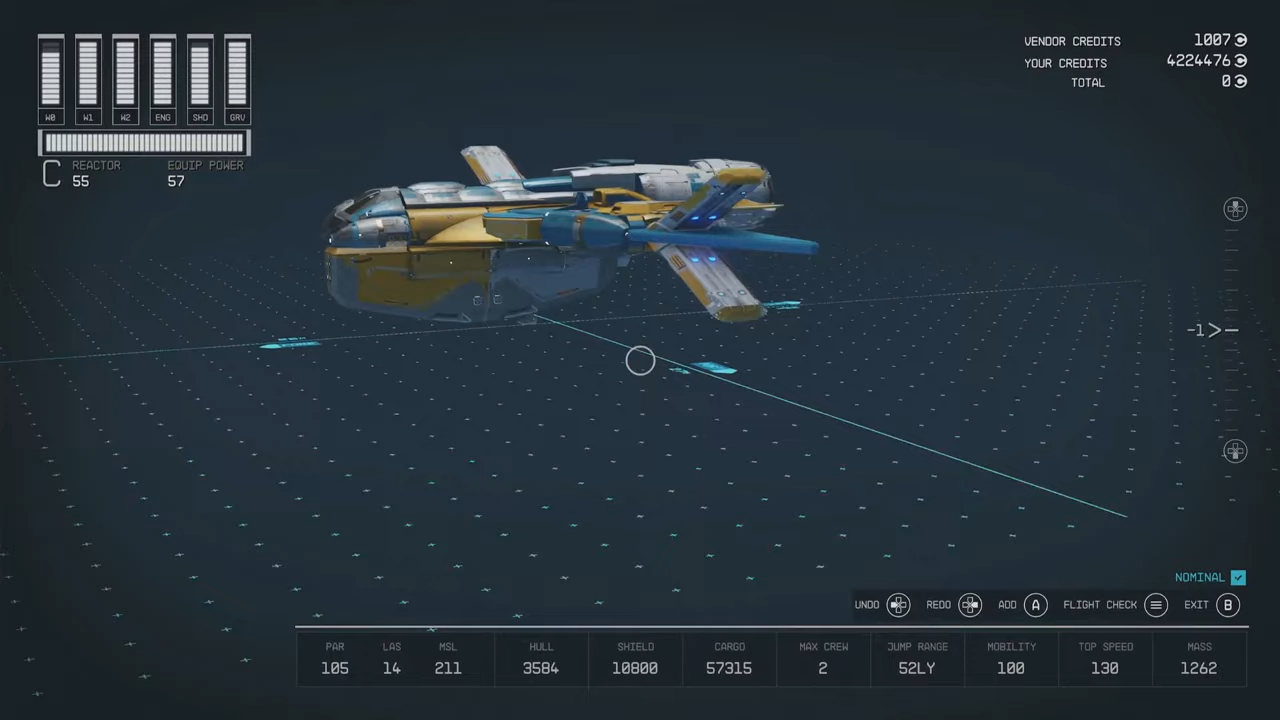 VENDOR CREDITS 1007
YOUR CREDITS 4224476
TOTAL 0
W0 W1 W2 ENG SHD GRV
C REACTOR 55 EQUIP POWER 57
-1
NOMINAL
UNDO REDO ADD A FLIGHT CHECK EXIT B
PAR LAS MSL HULL SHIELD CARGO MAX CREW JUMP RANGE MOBILITY TOP SPEED MASS
105 14 211 3584 10800 57315 2 52LY 100 130 1262